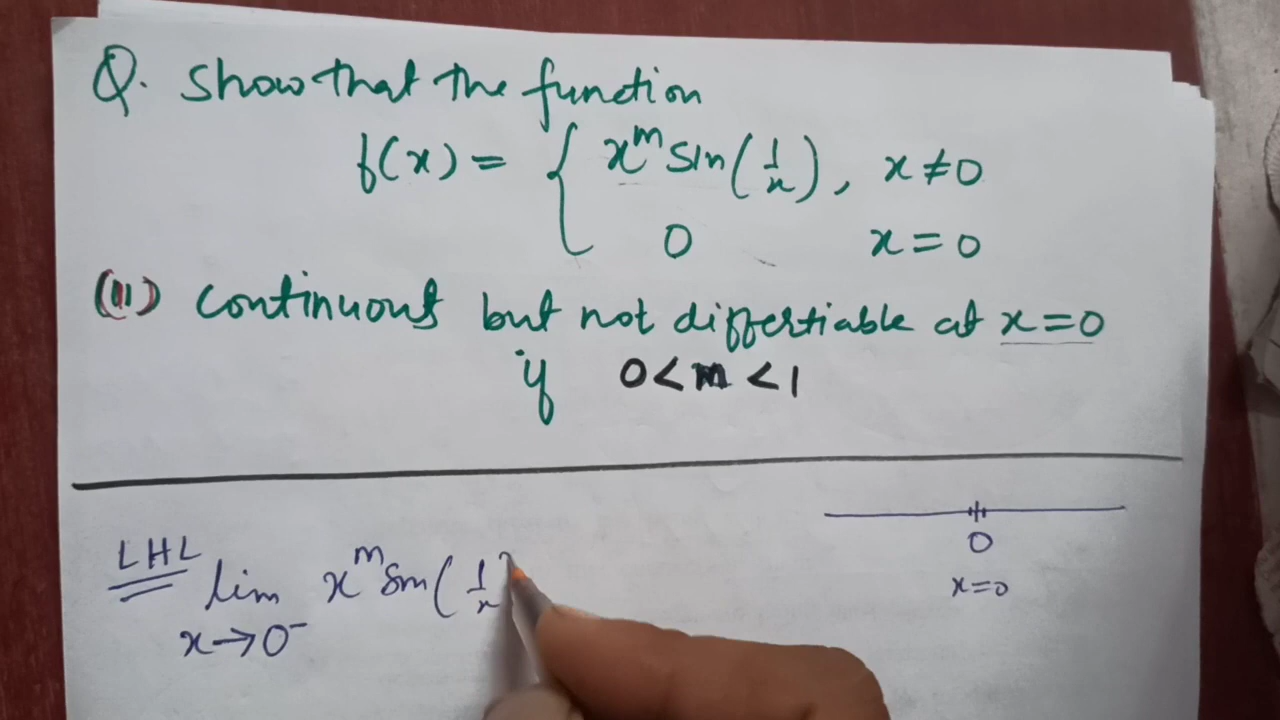 Q. Show that the function
f(x) = { x^m sin(1/x), x ≠ 0
0 x = 0
(ii) continuous but not differtiable at x=0
if 0 < m < 1
0
x=0
LHL lim x^m sin(1/x)
x→0⁻